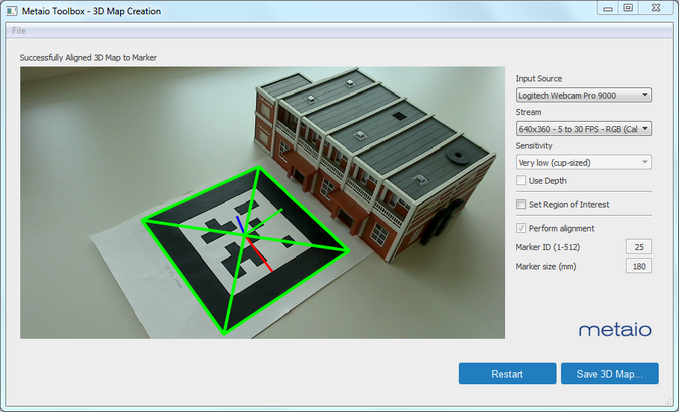 Metaio Toolbox - 3D Map Creation
File
Successfully Aligned 3D Map to Marker
Input Source
Logitech Webcam Pro 9000
Stream
640x360 - 5 to 30 FPS - RGB (Cal
Sensitivity
Very low (cup-sized)
Use Depth
Set Region of Interest
Perform alignment
Marker ID (1-512) 25
Marker size (mm) 180
metaio
Restart Save 3D Map...